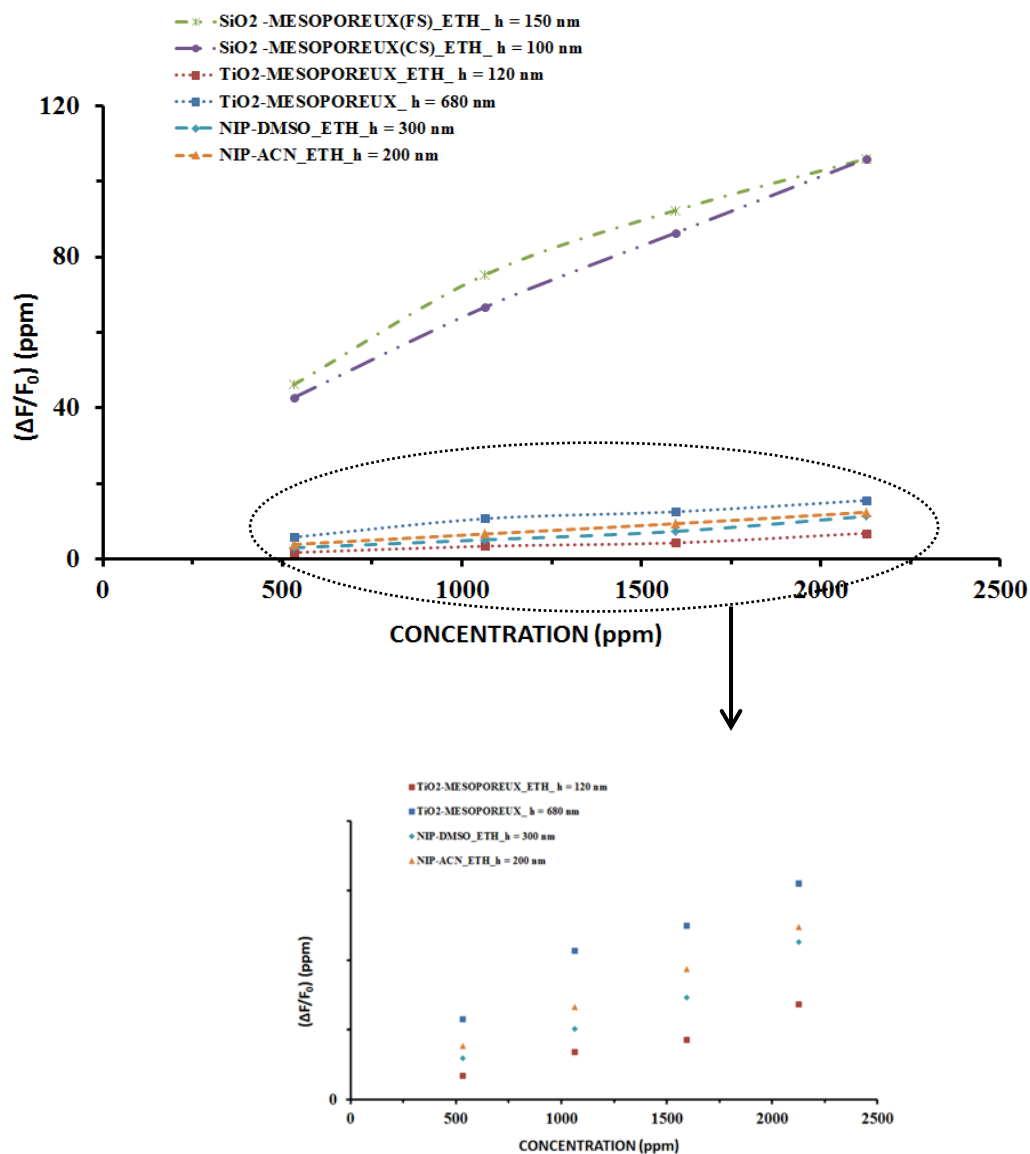 SiO2 -MESOPOREUX(FS)_ETH_ h = 150 nm
SiO2 -MESOPOREUX(CS)_ETH_ h = 100 nm
TiO2-MESOPOREUX_ETH_ h = 120 nm
TiO2-MESOPOREUX_ h = 680 nm
NIP-DMSO_ETH_h = 300 nm
NIP-ACN_ETH_h = 200 nm
120
80
40
0
(ΔF/F₀) (ppm)
0 500 1000 1500 2000 2500
CONCENTRATION (ppm)
TiO2-MESOPOREUX_ETH_ h = 120 nm
TiO2-MESOPOREUX_ h = 680 nm
NIP-DMSO_ETH_h = 300 nm
NIP-ACN_ETH_h = 200 nm
(ΔF/F₀) (ppm)
0
0 500 1000 1500 2000 2500
CONCENTRATION (ppm)